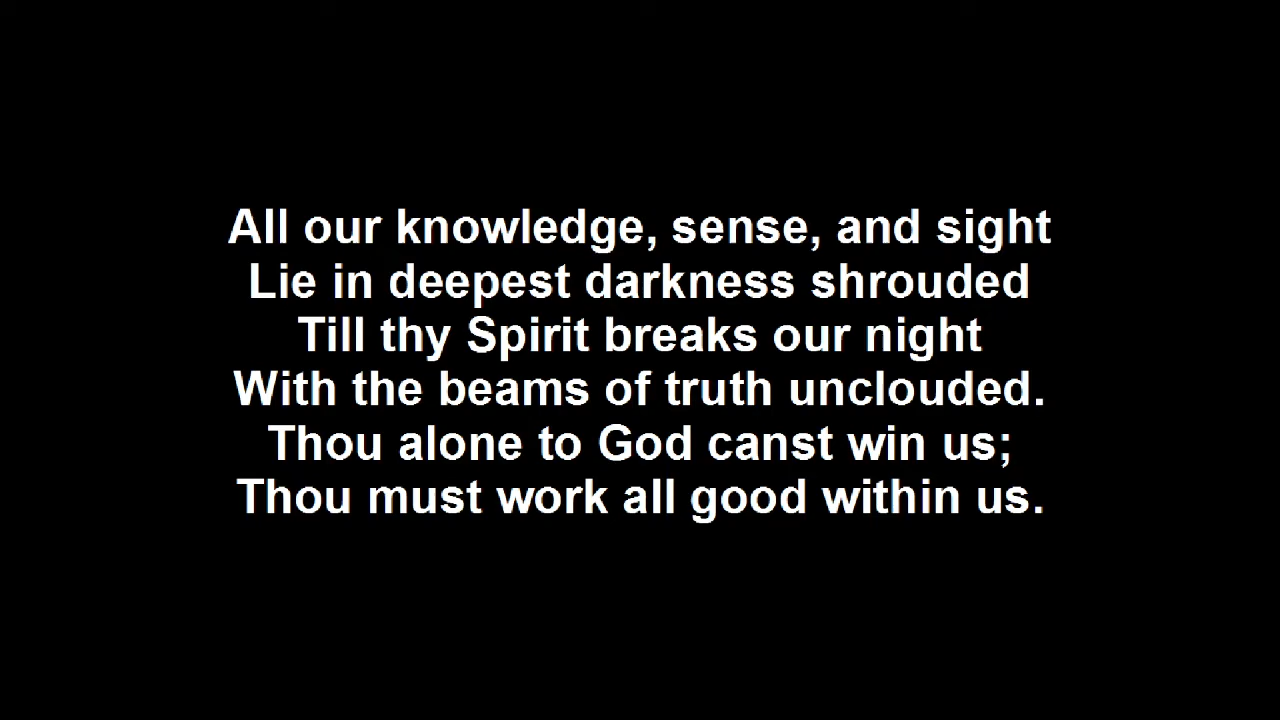 All our knowledge, sense, and sight
Lie in deepest darkness shrouded
Till thy Spirit breaks our night
With the beams of truth unclouded.
Thou alone to God canst win us;
Thou must work all good within us.